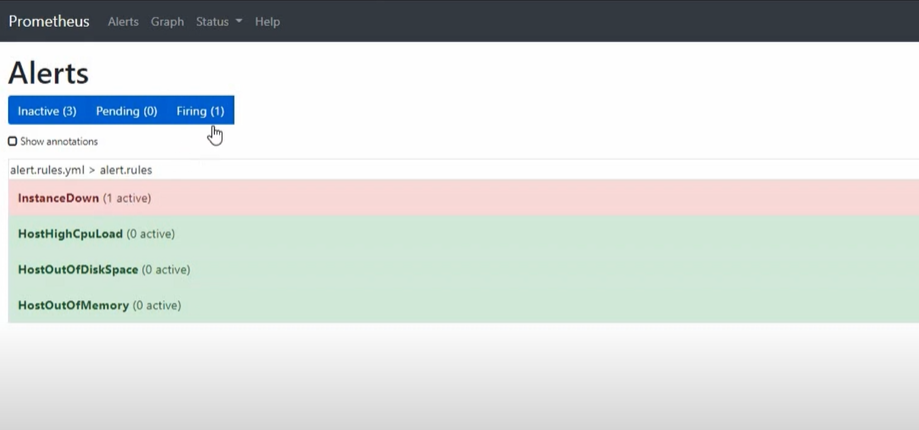 Prometheus Alerts Graph Status Help
Alerts
Inactive (3) Pending (0) Firing (1)
Show annotations
alert.rules.yml > alert.rules
InstanceDown (1 active)
HostHighCpuLoad (0 active)
HostOutOfDiskSpace (0 active)
HostOutOfMemory (0 active)